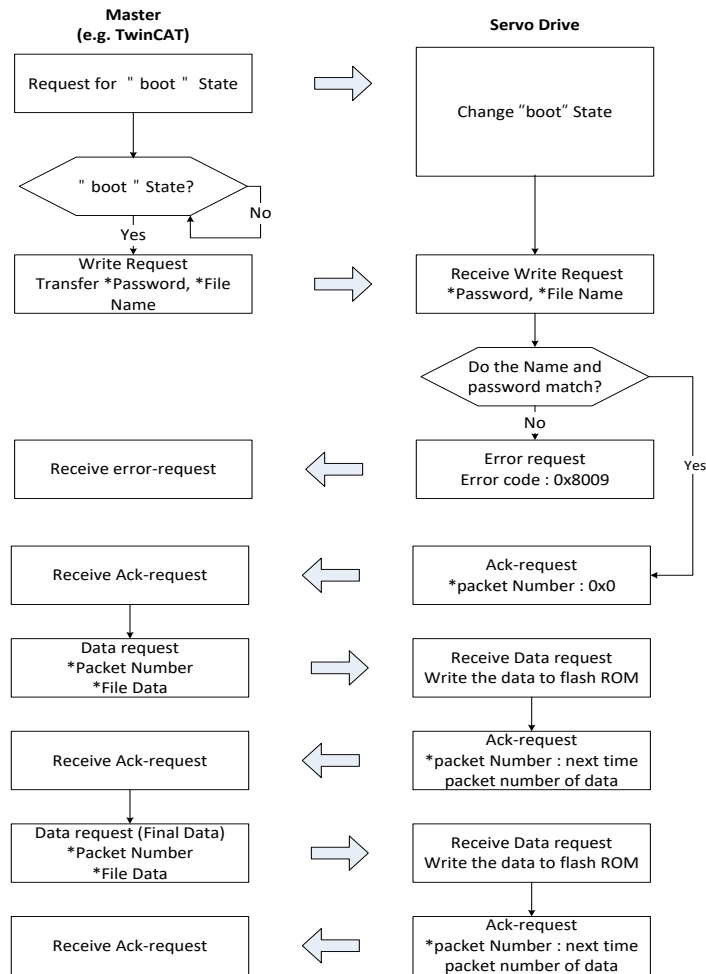 Master
(e.g. TwinCAT)
Servo Drive
Request for " boot " State
Change "boot" State
" boot " State?
No
Yes
Write Request
Transfer *Password, *File
Name
Receive Write Request
*Password, *File Name
Do the Name and
password match?
No
Yes
Receive error-request
Error request
Error code : 0x8009
Receive Ack-request
Ack-request
*packet Number : 0x0
Data request
*Packet Number
*File Data
Receive Data request
Write the data to flash ROM
Receive Ack-request
Ack-request
*packet Number : next time
packet number of data
Data request (Final Data)
*Packet Number
*File Data
Receive Data request
Write the data to flash ROM
Receive Ack-request
Ack-request
*packet Number : next time
packet number of data